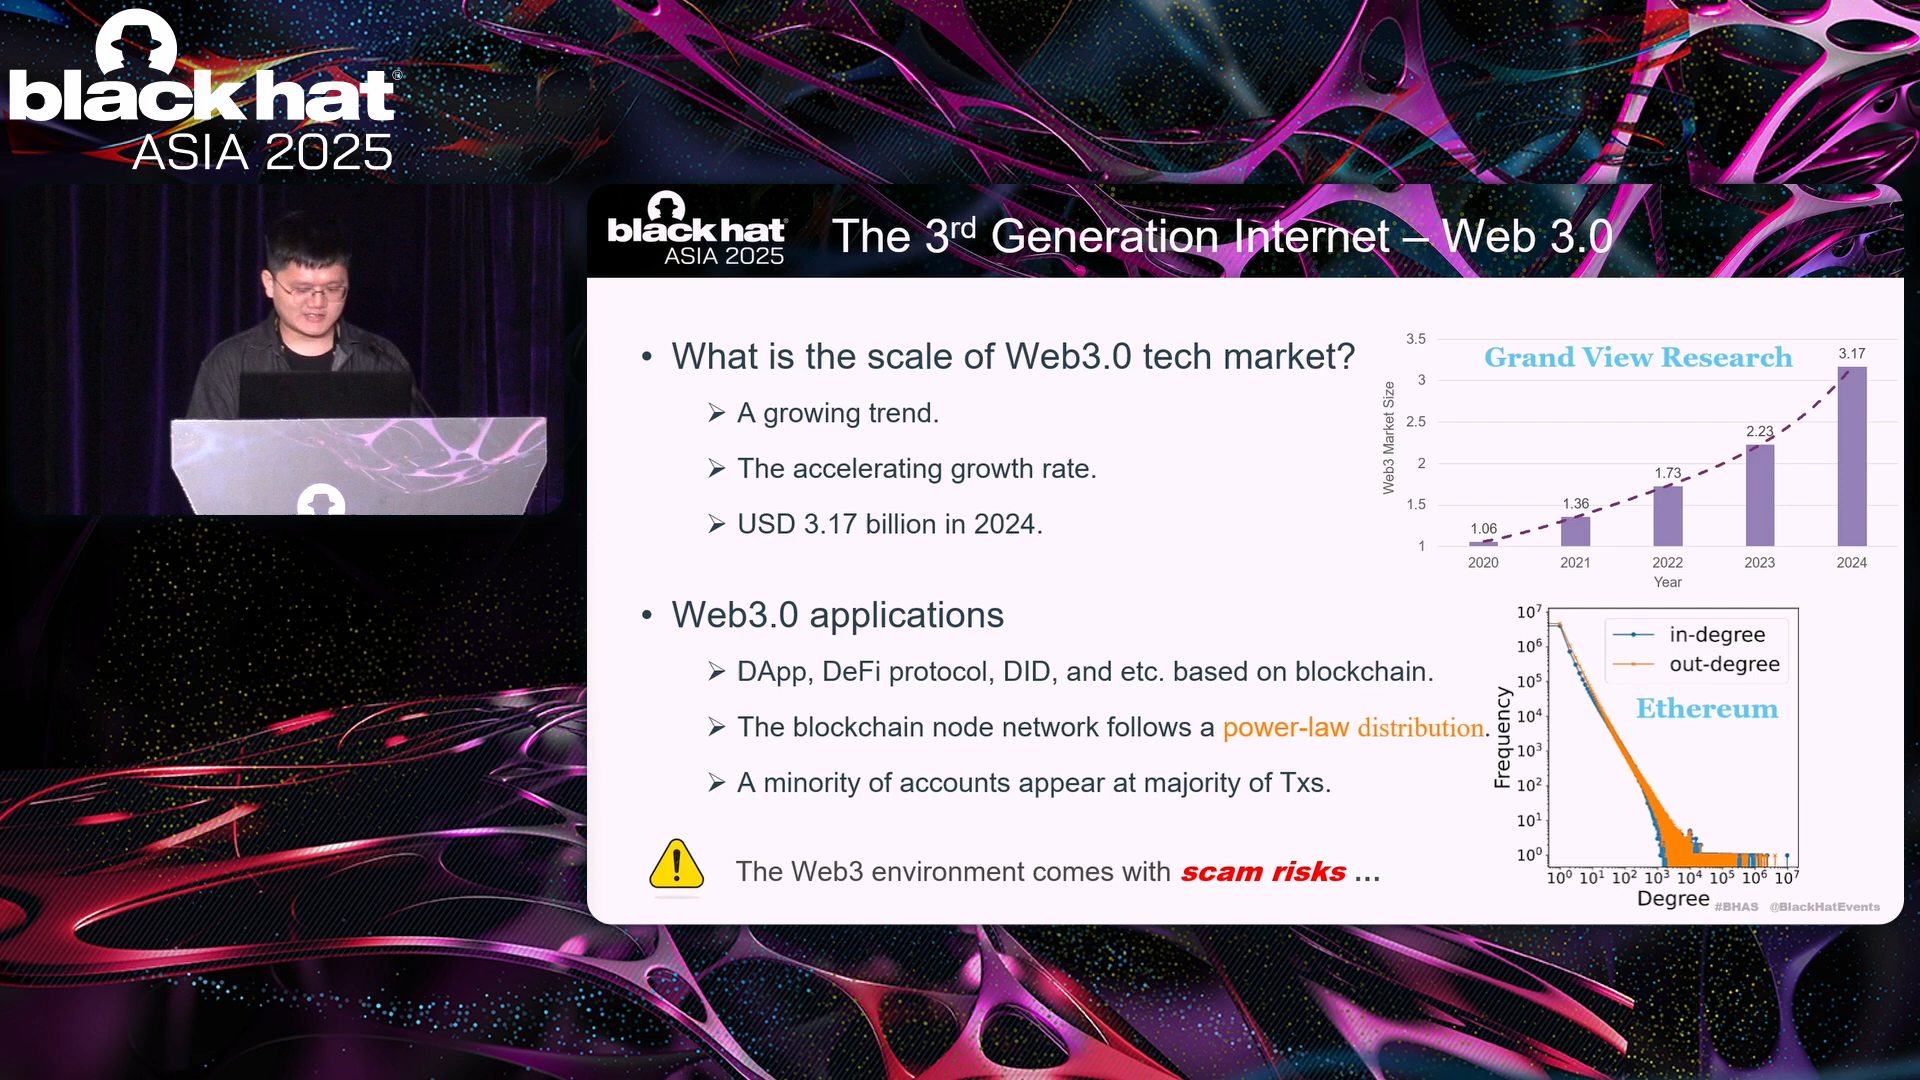 black hat®
ASIA 2025
black hat®
ASIA 2025
The 3rd Generation Internet – Web 3.0
• What is the scale of Web3.0 tech market?
➢ A growing trend.
➢ The accelerating growth rate.
➢ USD 3.17 billion in 2024.
Grand View Research
Web3 Market Size
3.5
3
2.5
2
1.5
1
1.06
1.36
1.73
2.23
3.17
2020
2021
2022
2023
2024
Year
• Web3.0 applications
➢ DApp, DeFi protocol, DID, and etc. based on blockchain.
➢ The blockchain node network follows a power-law distribution.
➢ A minority of accounts appear at majority of Txs.
in-degree
out-degree
Ethereum
Frequency
10⁷
10⁶
10⁵
10⁴
10³
10²
10¹
10⁰
10⁰ 10¹ 10² 10³ 10⁴ 10⁵ 10⁶ 10⁷
Degree
! The Web3 environment comes with scam risks ...
#BHAS @BlackHatEvents